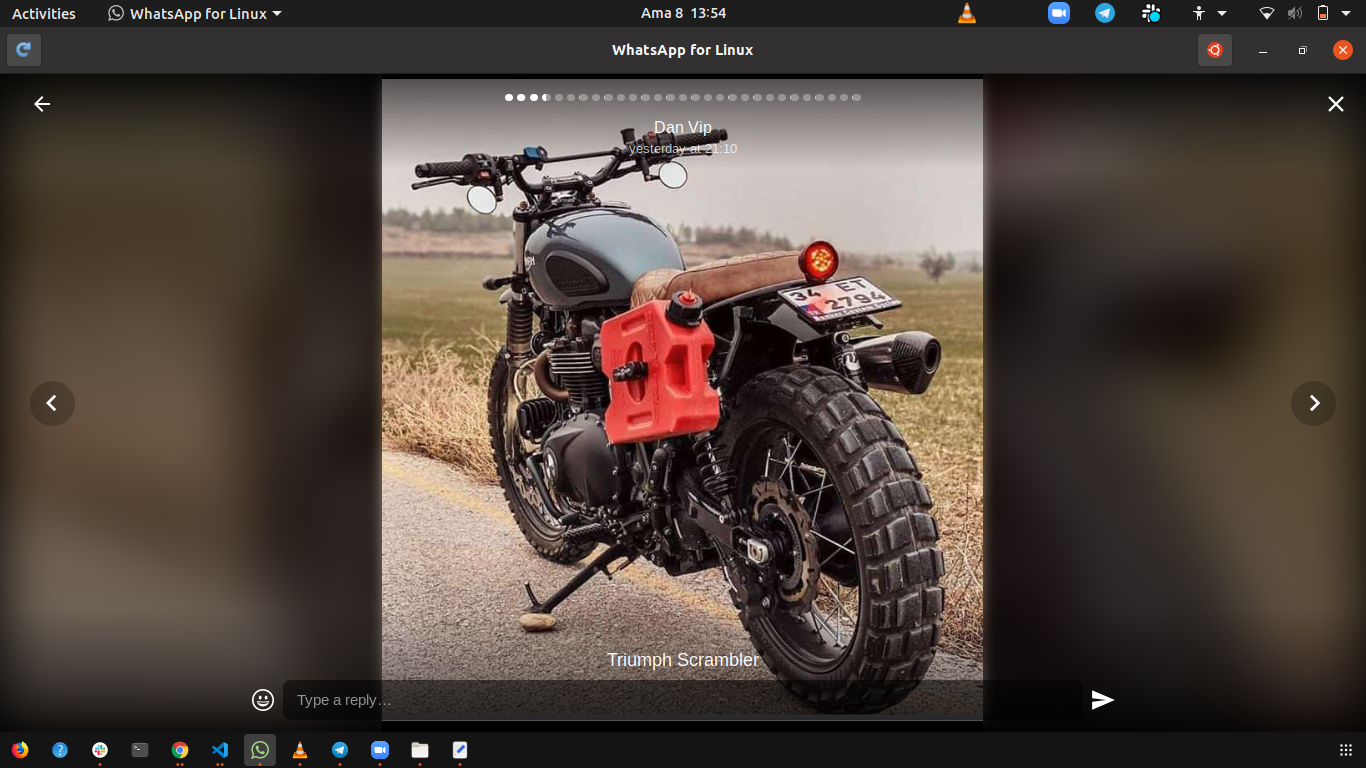 Activities
WhatsApp for Linux
Ama 8 13:54
WhatsApp for Linux
Dan Vip
yesterday at 21:10
34 ET
2794
Triumph Scrambler
Type a reply…